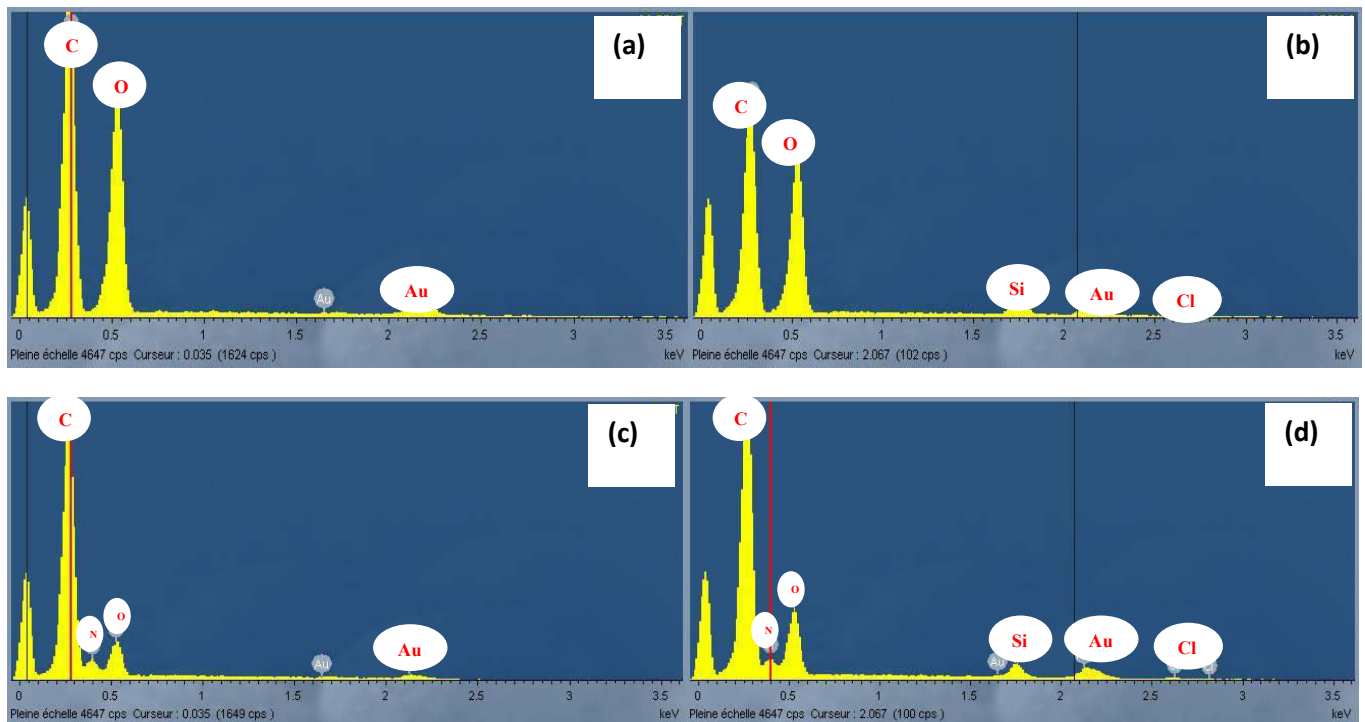 (a)
C
O
Au
Au
0 0.5 1 1.5 2 2.5 3 3.5
Pleine échelle 4647 cps Curseur : 0.035 (1624 cps ) keV
(b)
C
O
Si
Au
Cl
0 0.5 1 1.5 2 2.5 3 3.5
Pleine échelle 4647 cps Curseur : 2.067 (102 cps ) keV
(c)
C
N
O
Au
Au
0 0.5 1 1.5 2 2.5 3 3.5
Pleine échelle 4647 cps Curseur : 0.035 (1649 cps ) keV
(d)
C
O
N
Au
Si
Au
Cl
0 0.5 1 1.5 2 2.5 3 3.5
Pleine échelle 4647 cps Curseur : 2.067 (100 cps ) keV